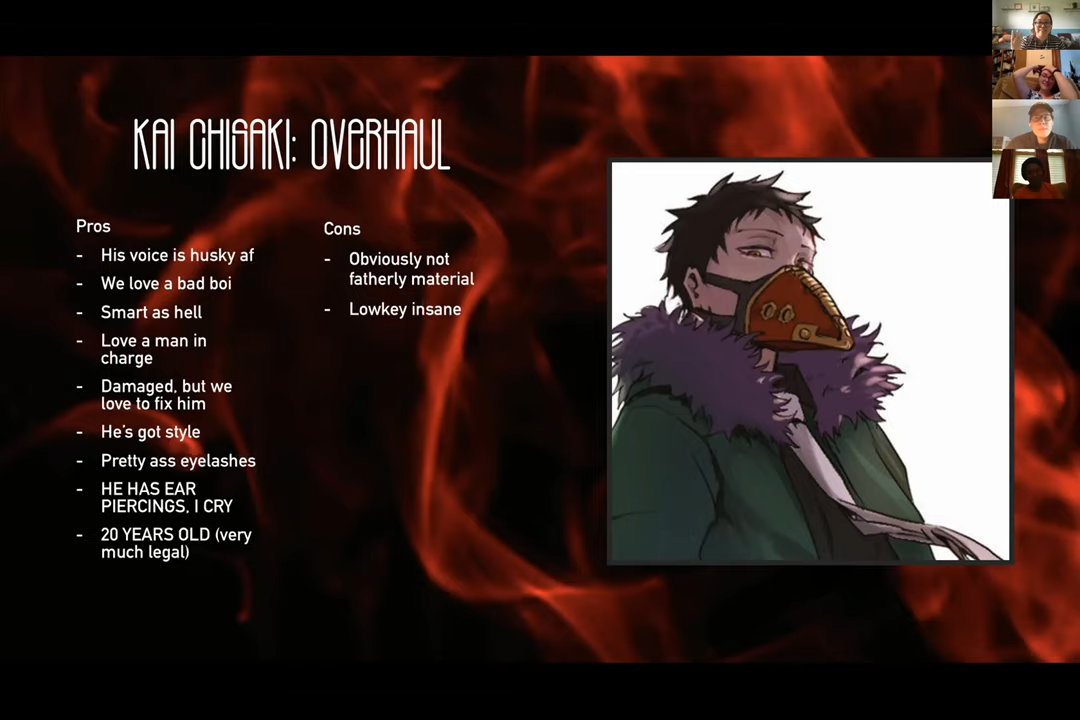 KAI CHISAKI: OVERHAUL
Pros
- His voice is husky af
- We love a bad boi
- Smart as hell
- Love a man in
charge
- Damaged, but we
love to fix him
- He's got style
- Pretty ass eyelashes
- HE HAS EAR
PIERCINGS, I CRY
- 20 YEARS OLD (very
much legal)
Cons
- Obviously not
fatherly material
- Lowkey insane